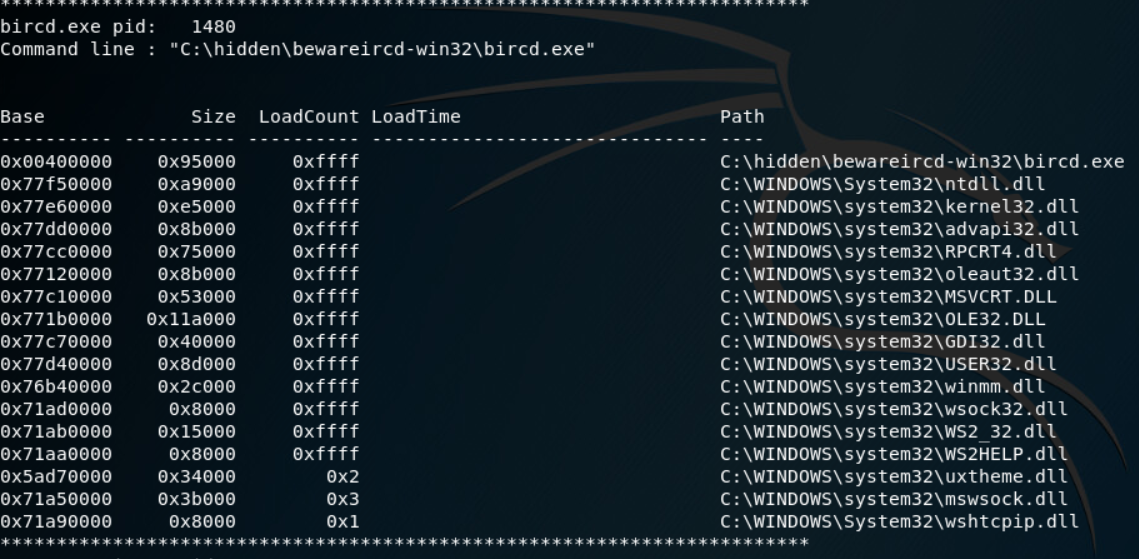 ************************************************************************
bircd.exe pid:   1480
Command line : "C:\hidden\bewareircd-win32\bircd.exe"
Base             Size  LoadCount LoadTime                       Path
---------- ---------- ---------- ------------------------------ ----
0x00400000    0x95000     0xffff                                C:\hidden\bewareircd-win32\bircd.exe
0x77f50000    0xa9000     0xffff                                C:\WINDOWS\System32\ntdll.dll
0x77e60000    0xe5000     0xffff                                C:\WINDOWS\system32\kernel32.dll
0x77dd0000    0x8b000     0xffff                                C:\WINDOWS\system32\advapi32.dll
0x77cc0000    0x75000     0xffff                                C:\WINDOWS\system32\RPCRT4.dll
0x77120000    0x8b000     0xffff                                C:\WINDOWS\system32\oleaut32.dll
0x77c10000    0x53000     0xffff                                C:\WINDOWS\system32\MSVCRT.DLL
0x771b0000   0x11a000     0xffff                                C:\WINDOWS\system32\OLE32.DLL
0x77c70000    0x40000     0xffff                                C:\WINDOWS\system32\GDI32.dll
0x77d40000    0x8d000     0xffff                                C:\WINDOWS\system32\USER32.dll
0x76b40000    0x2c000     0xffff                                C:\WINDOWS\system32\winmm.dll
0x71ad0000     0x8000     0xffff                                C:\WINDOWS\system32\wsock32.dll
0x71ab0000    0x15000     0xffff                                C:\WINDOWS\system32\WS2_32.dll
0x71aa0000     0x8000     0xffff                                C:\WINDOWS\system32\WS2HELP.dll
0x5ad70000    0x34000        0x2                                C:\WINDOWS\system32\uxtheme.dll
0x71a50000    0x3b000        0x3                                C:\WINDOWS\system32\mswsock.dll
0x71a90000     0x8000        0x1                                C:\WINDOWS\System32\wshtcpip.dll
************************************************************************